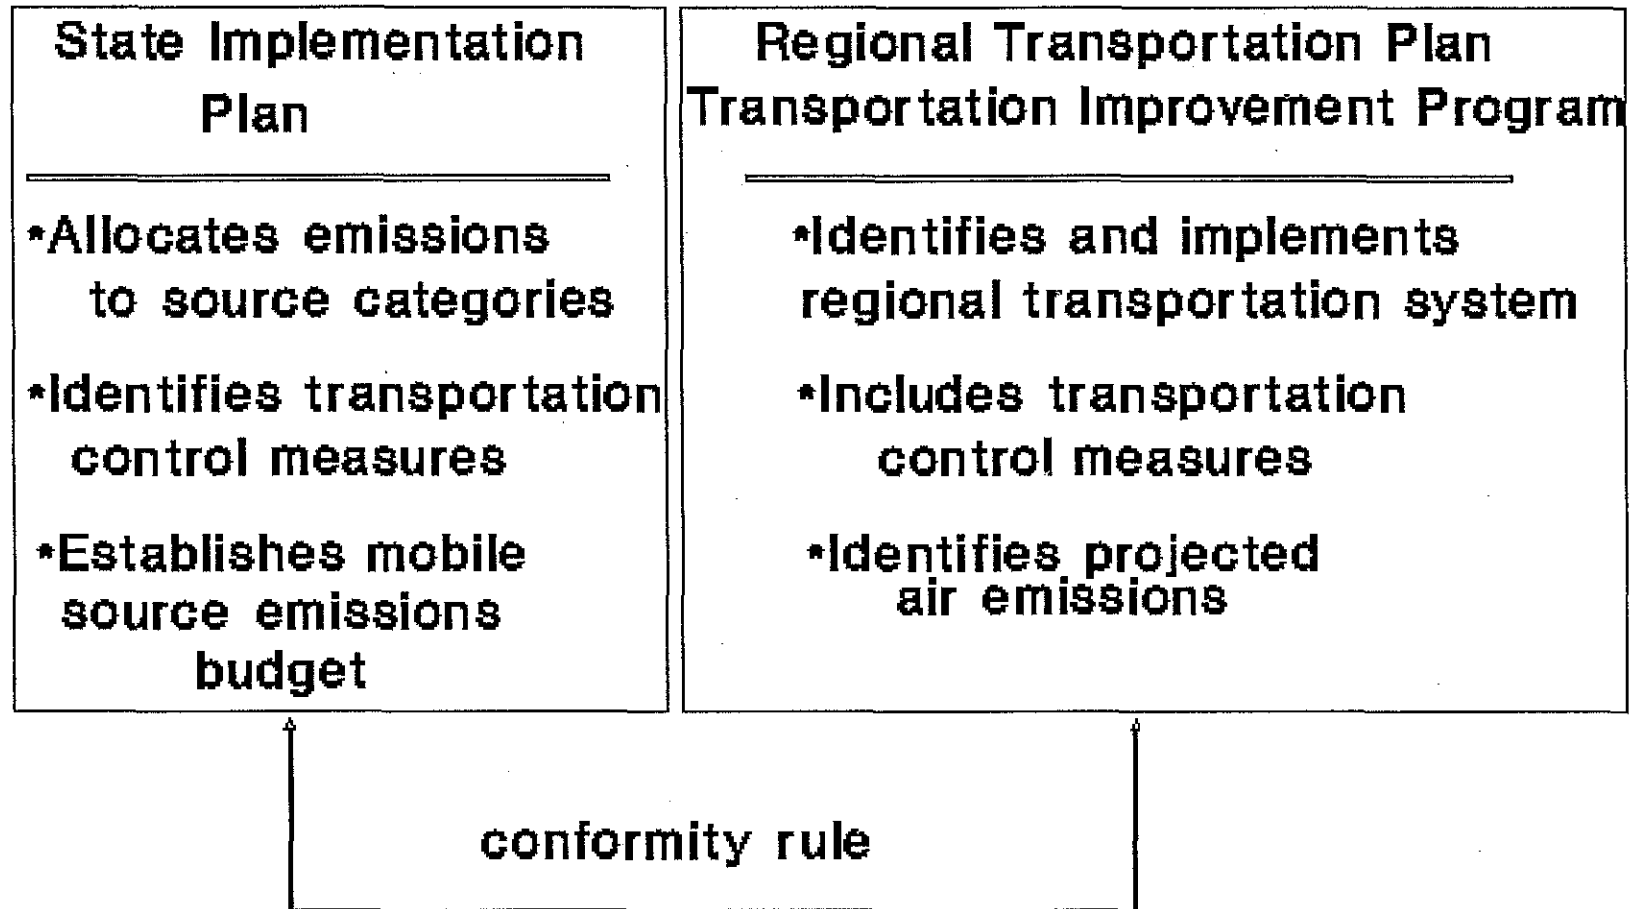 State Implementation
Plan
*Allocates emissions
to source categories
*Identifies transportation
control measures
*Establishes mobile
source emissions
budget
Regional Transportation Plan
Transportation Improvement Program
*Identifies and implements
regional transportation system
*Includes transportation
control measures
*Identifies projected
air emissions
conformity rule